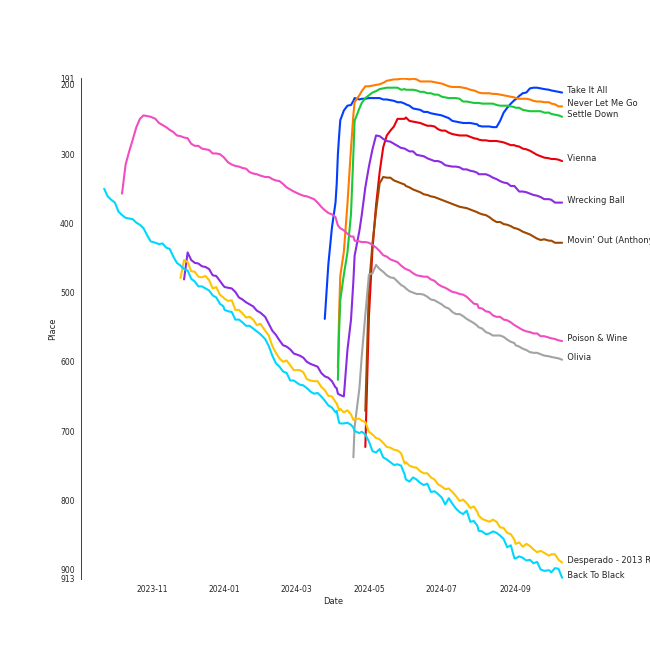 191
200
300
400
500
600
700
800
900
913
Place
2023-11
2024-01
2024-03
2024-05
2024-07
2024-09
Date
Take It All
Never Let Me Go
Settle Down
Vienna
Wrecking Ball
Movin' Out (Anthony
Poison & Wine
Olivia
Desperado - 2013 R
Back To Black